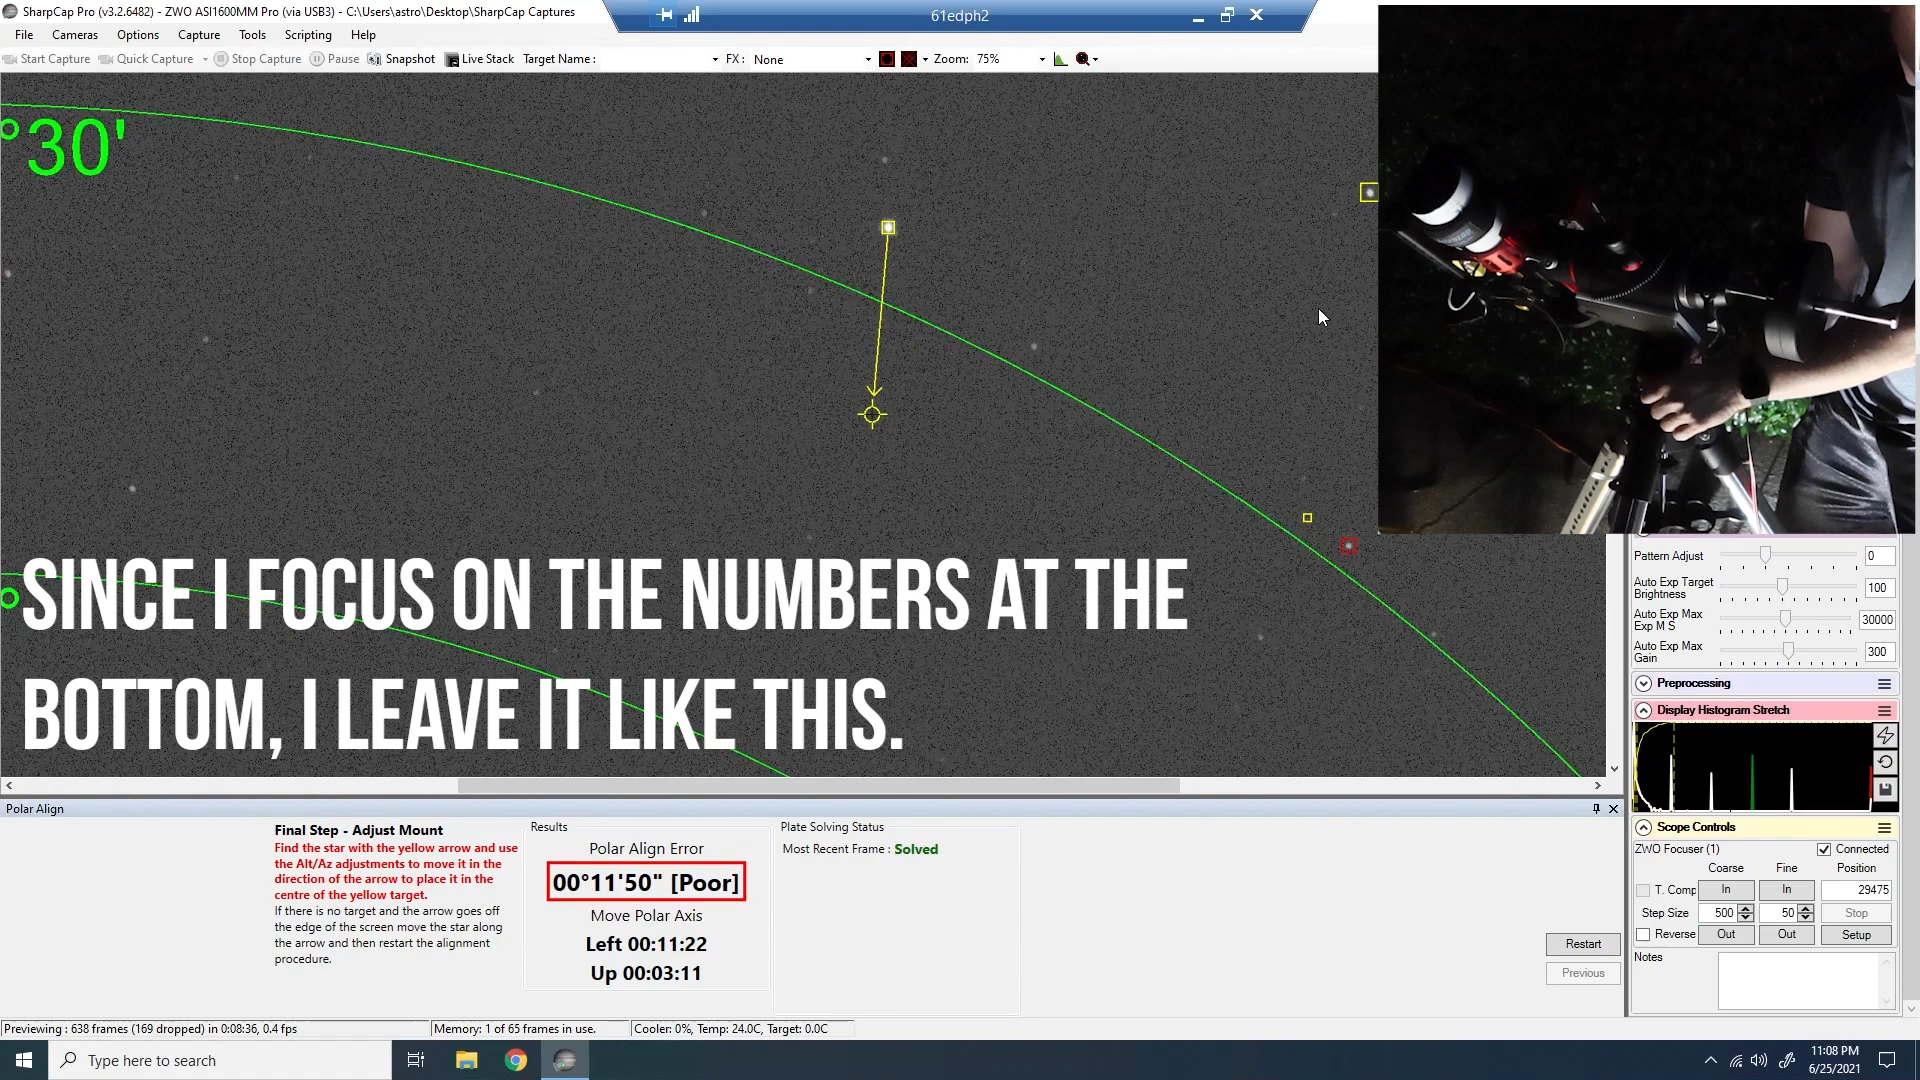 SharpCap Pro (v3.2.6482) - ZWO ASI1600MM Pro (via USB3) - C:\Users\astro\Desktop\SharpCap Captures
61edph2
File Cameras Options Capture Tools Scripting Help
Start Capture Quick Capture Stop Capture Pause Snapshot Live Stack Target Name : FX : None Zoom: 75%
°30'
SINCE I FOCUS ON THE NUMBERS AT THE
BOTTOM, I LEAVE IT LIKE THIS.
Pattern Adjust 0
Auto Exp Target
Brightness 100
Auto Exp Max
Exp M S 30000
Auto Exp Max
Gain 300
Preprocessing
Display Histogram Stretch
Scope Controls
ZWO Focuser (1) Connected
Coarse Fine Position
T. Comp In In 29475
Step Size 500 50 Stop
Reverse Out Out Setup
Notes
Polar Align
Final Step - Adjust Mount
Find the star with the yellow arrow and use
the Alt/Az adjustments to move it in the
direction of the arrow to place it in the
centre of the yellow target.
If there is no target and the arrow goes off
the edge of the screen move the star along
the arrow and then restart the alignment
procedure.
Results
Polar Align Error
00°11'50" [Poor]
Move Polar Axis
Left 00:11:22
Up 00:03:11
Plate Solving Status
Most Recent Frame : Solved
Restart
Previous
Previewing : 638 frames (169 dropped) in 0:08:36, 0.4 fps Memory: 1 of 65 frames in use. Cooler: 0%, Temp: 24.0C, Target: 0.0C
Type here to search
11:08 PM
6/25/2021